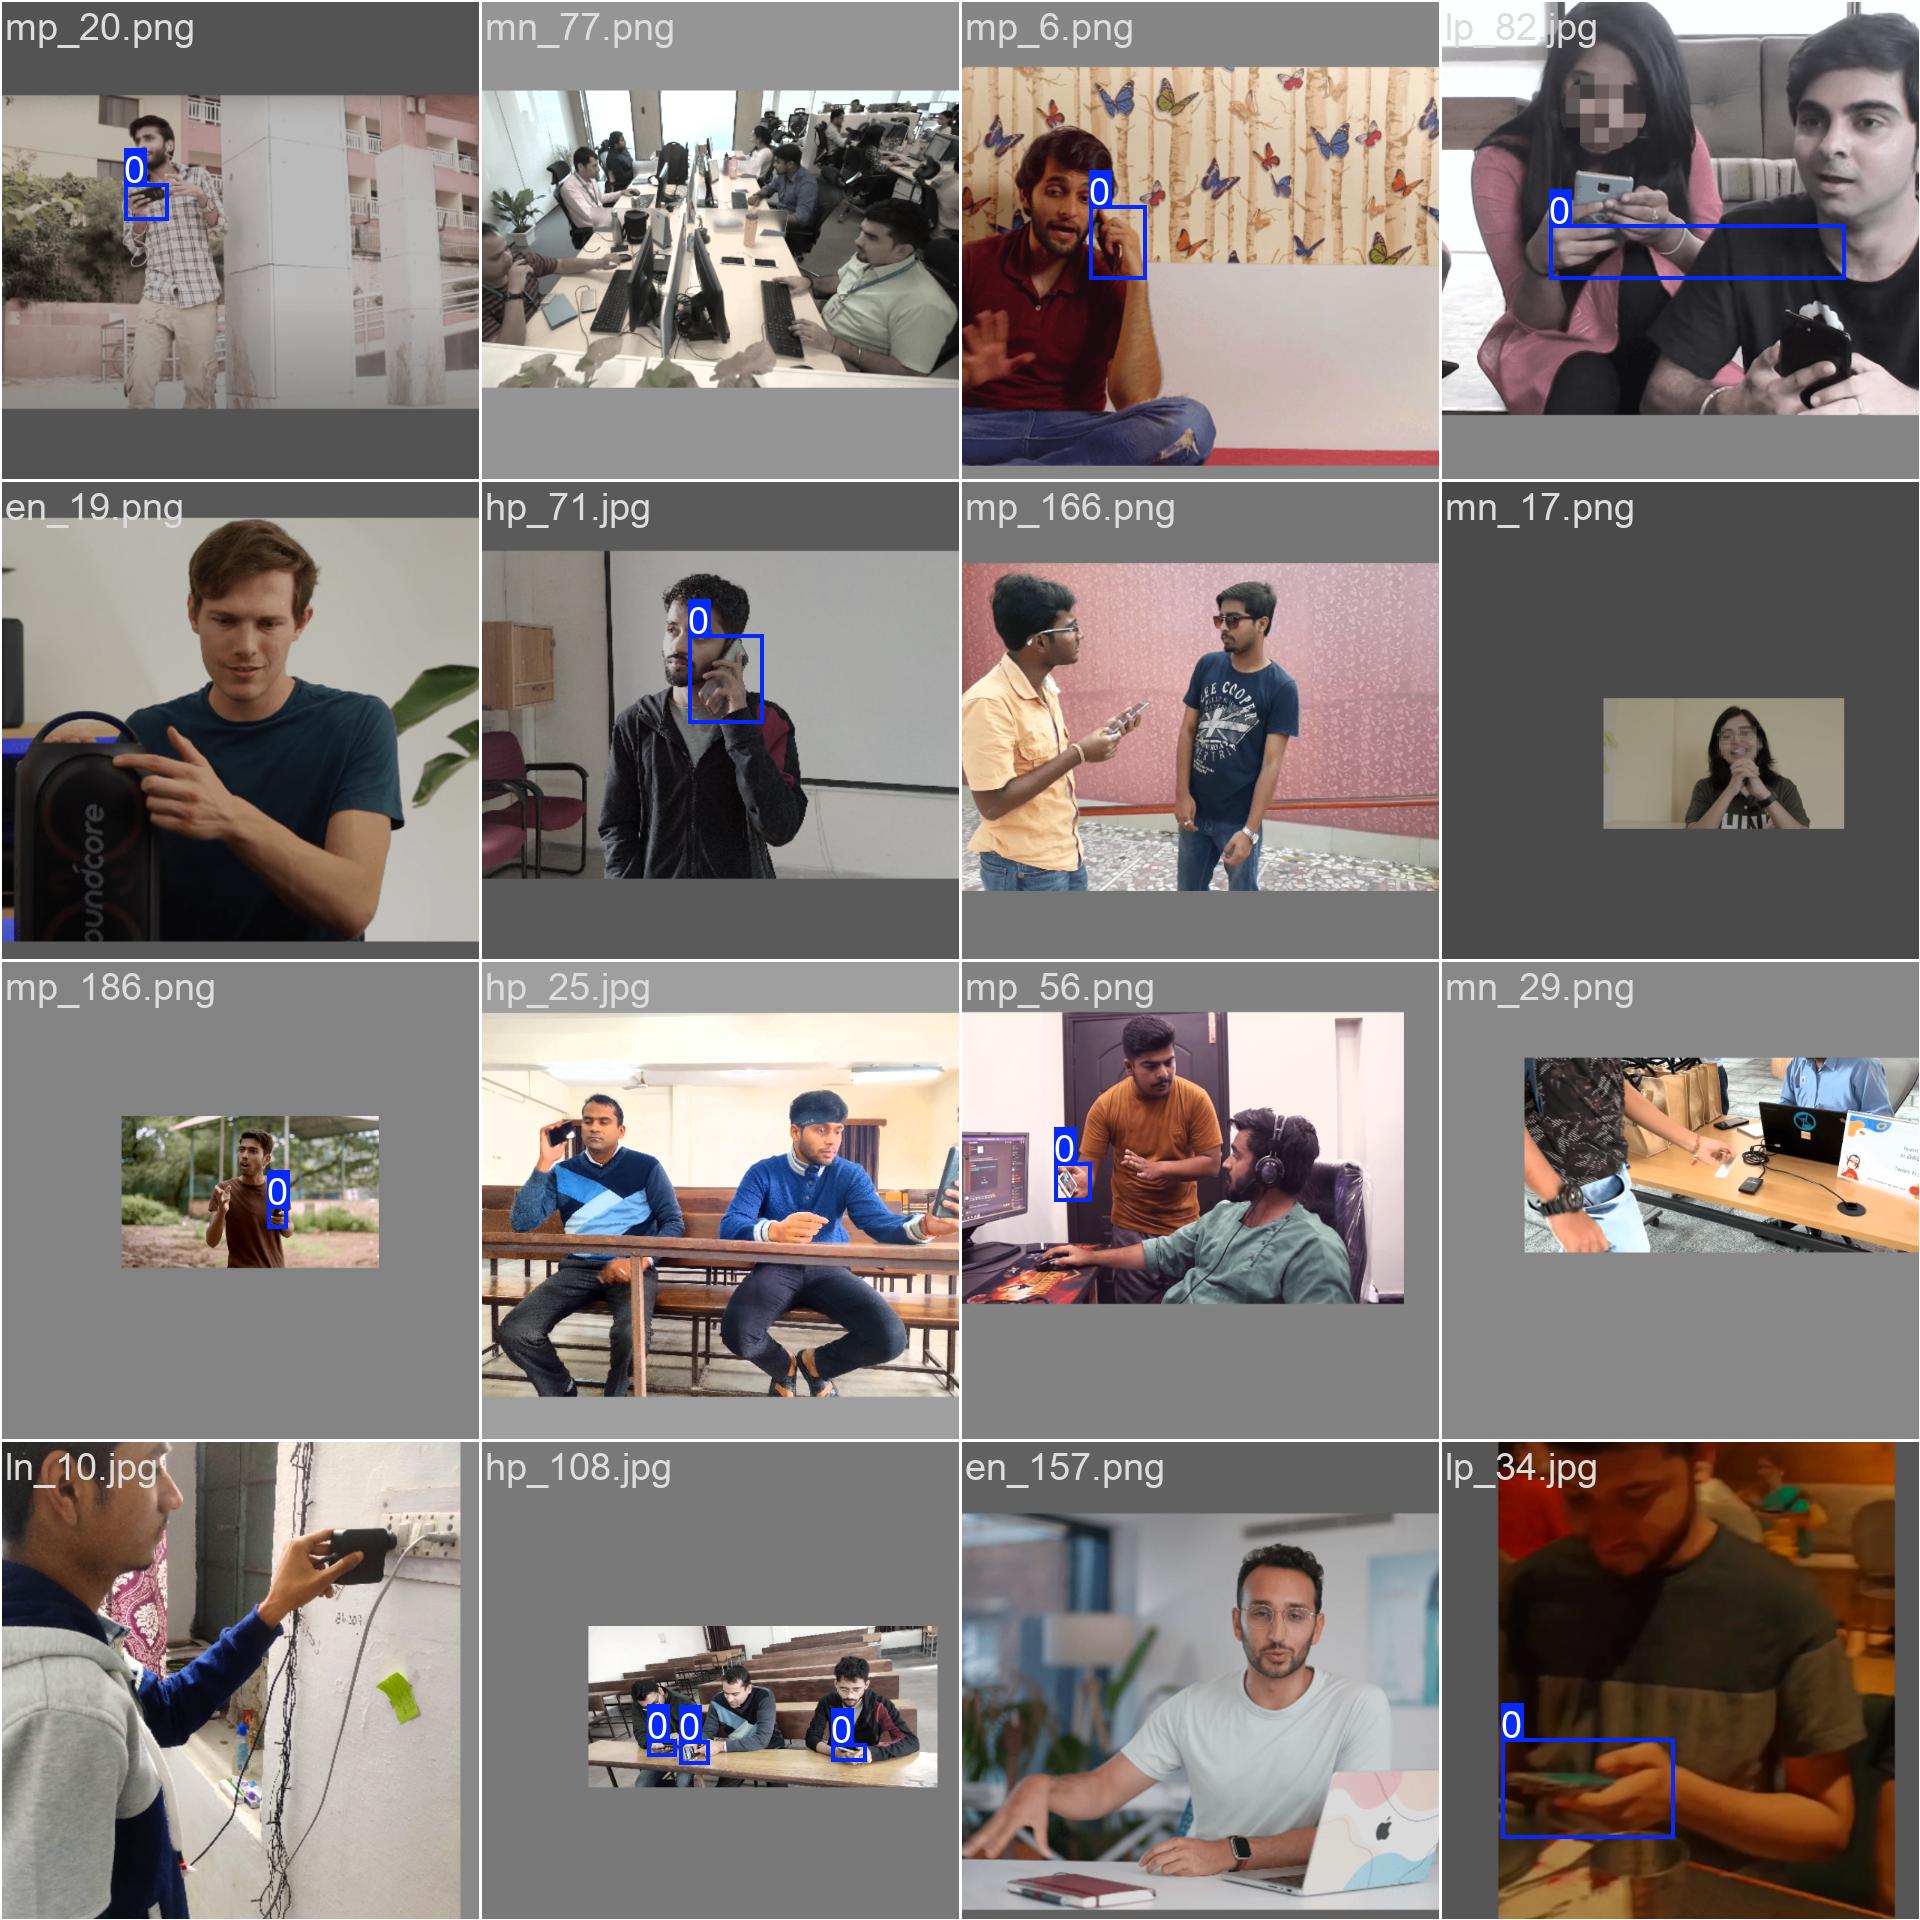 mp_20.png
mn_77.png
mp_6.png
lp_82.jpg
0
0
0
en_19.png
hp_71.jpg
mp_166.png
mn_17.png
0
LEE COOPER
oundcore
mp_186.png
hp_25.jpg
mp_56.png
mn_29.png
0
0
ln_10.jpg
hp_108.jpg
en_157.png
lp_34.jpg
0
0
0
0